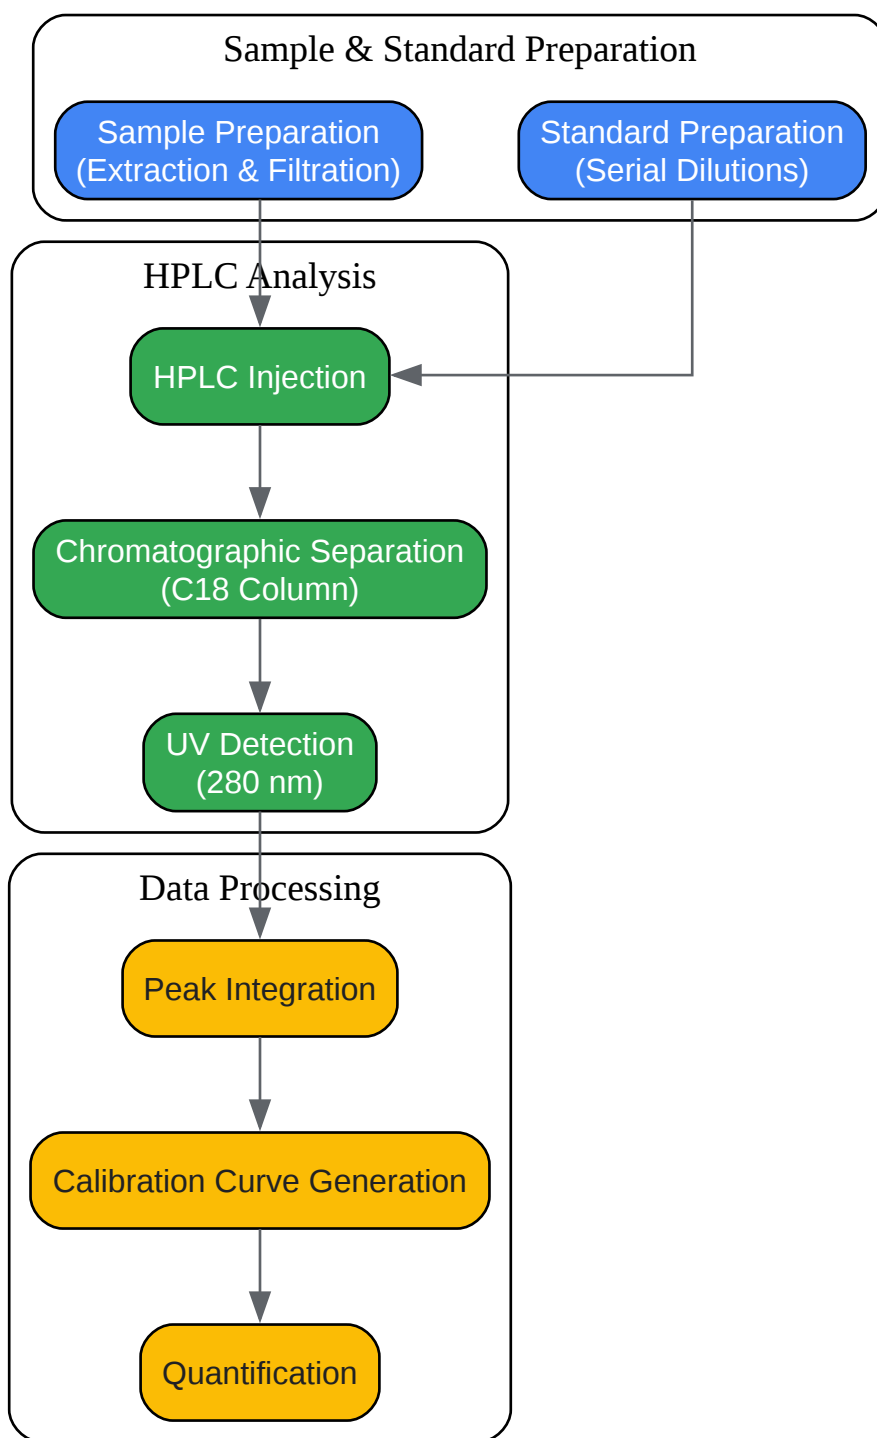 Sample & Standard Preparation
Sample Preparation
(Extraction & Filtration)
Standard Preparation
(Serial Dilutions)
HPLC Analysis
HPLC Injection
Chromatographic Separation
(C18 Column)
UV Detection
(280 nm)
Data Processing
Peak Integration
Calibration Curve Generation
Quantification